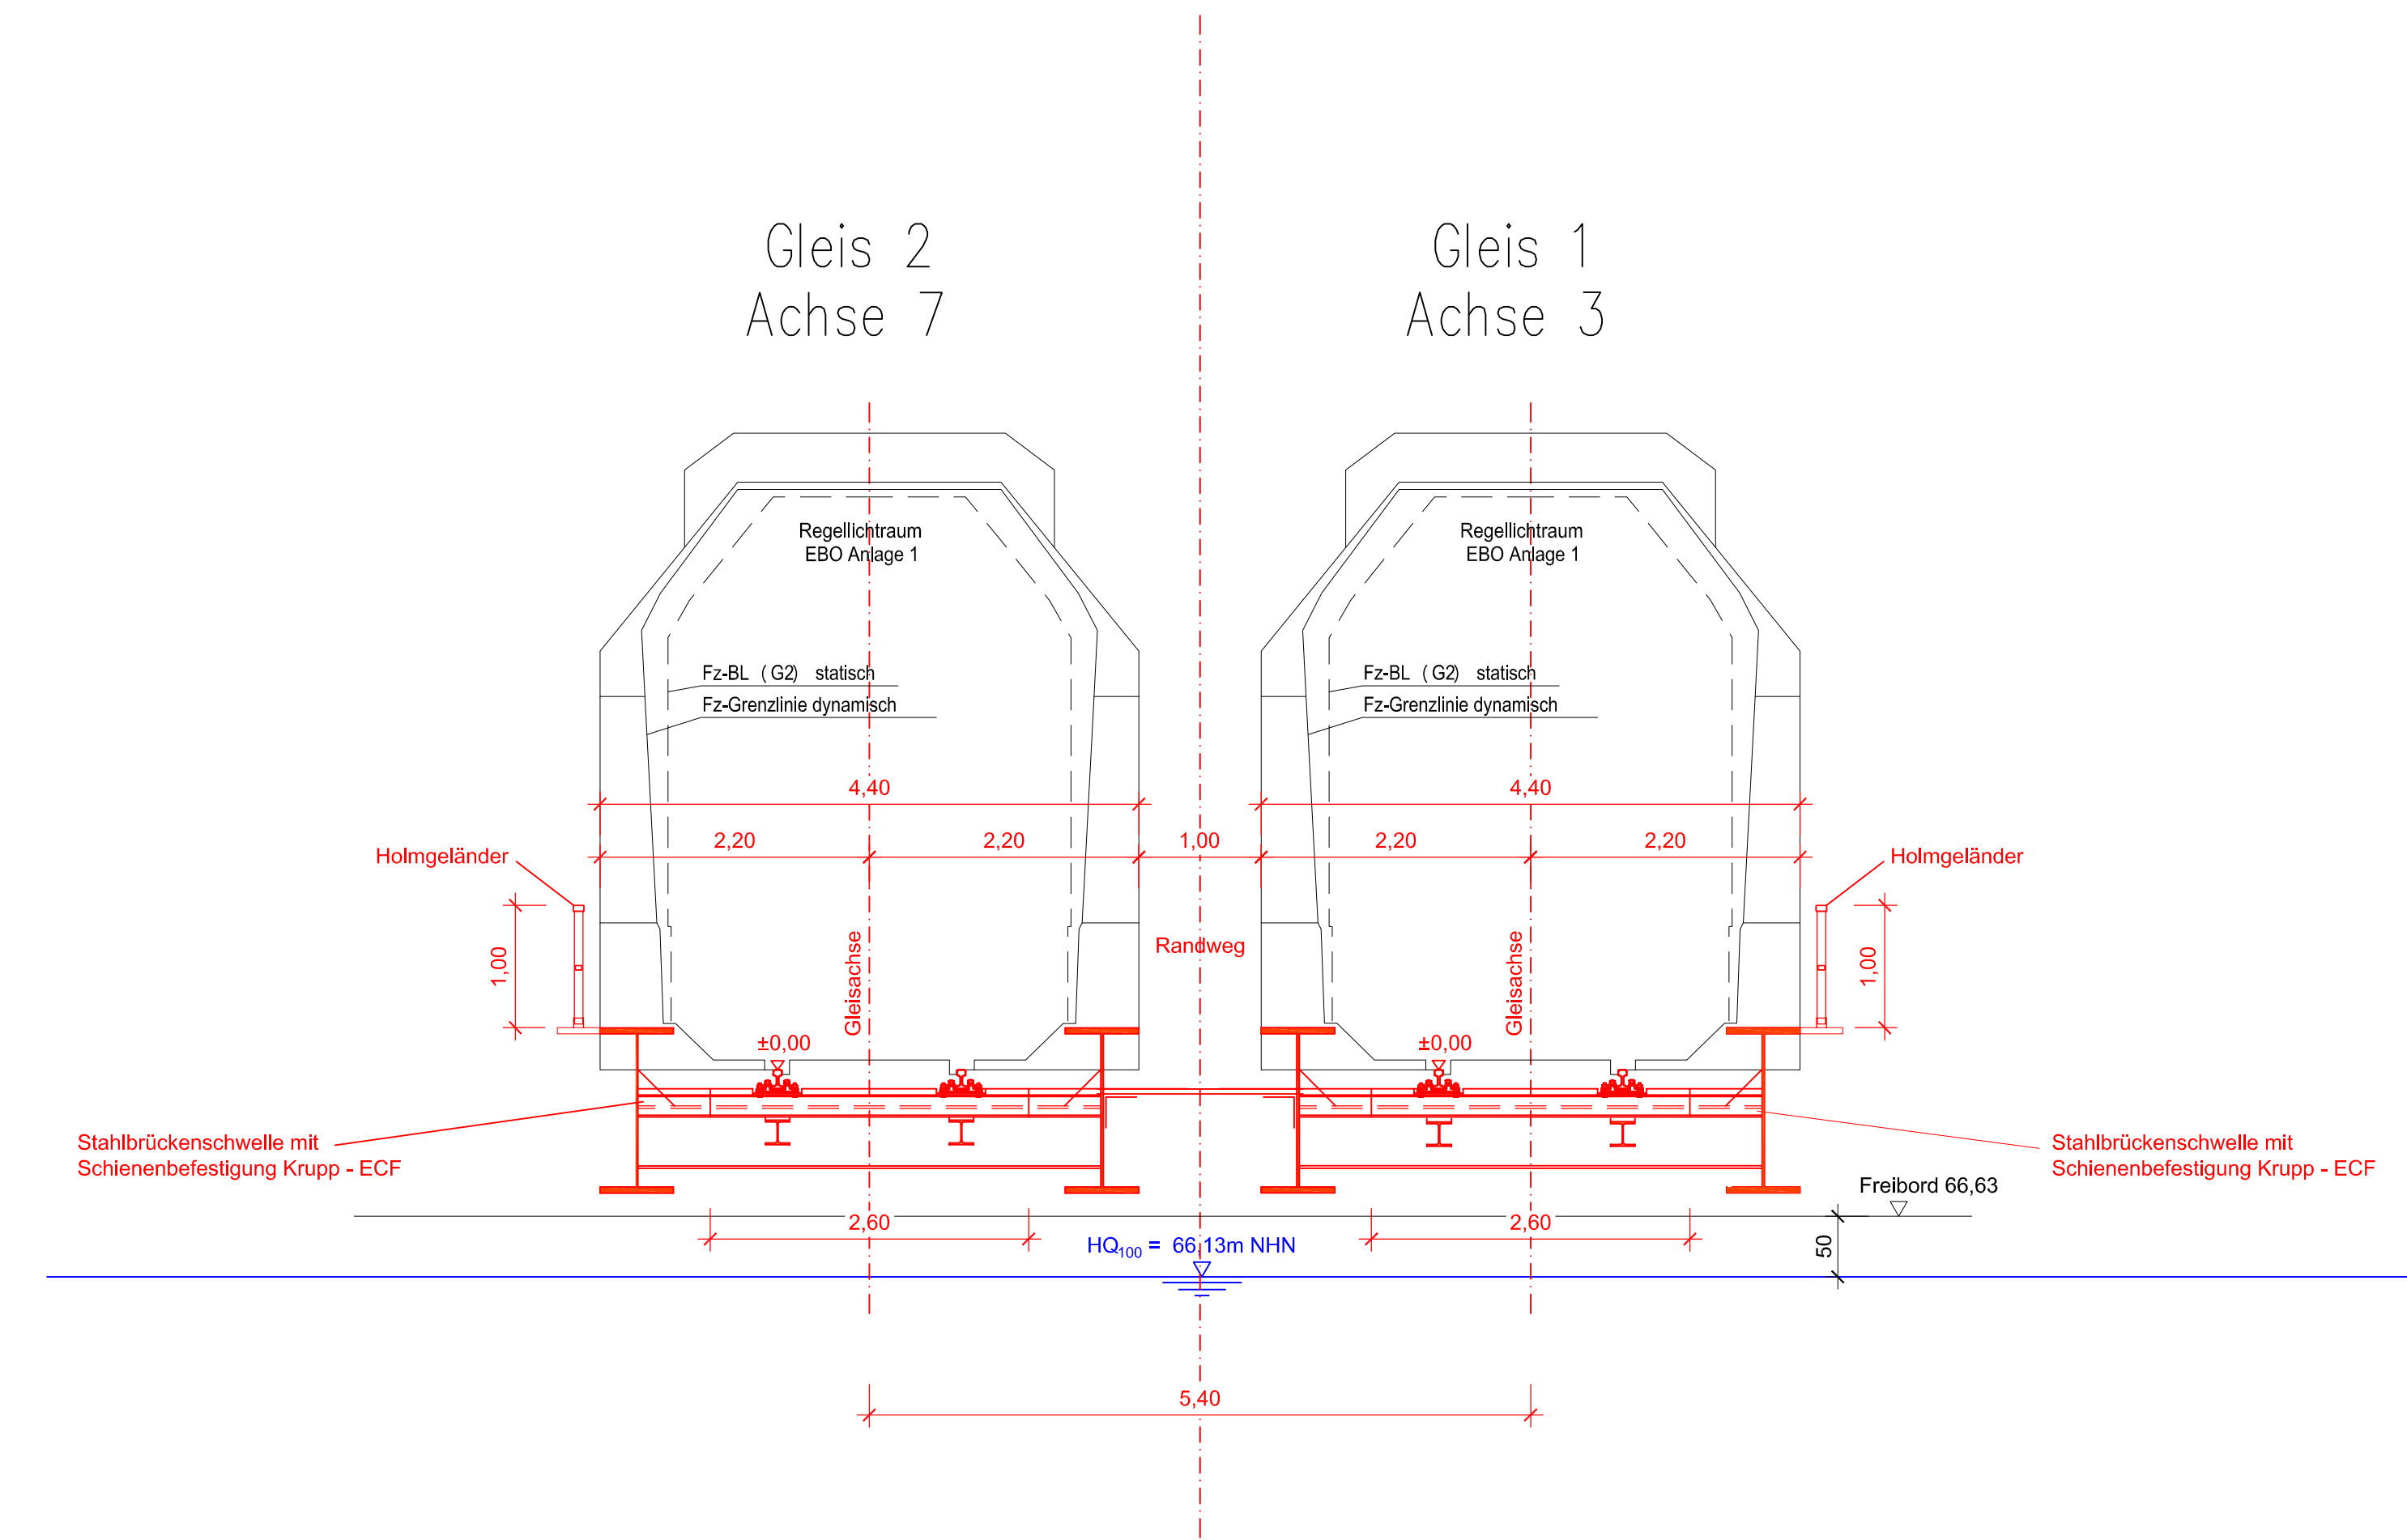 Gleis 2
Achse 7
Gleis 1
Achse 3
Regellichtraum
EBO Anlage 1
Regellichtraum
EBO Anlage 1
Fz-BL (G2) statisch
Fz-Grenzlinie dynamisch
Fz-BL (G2) statisch
Fz-Grenzlinie dynamisch
4,40
4,40
2,20
2,20
1,00
2,20
2,20
Holmgeländer
Holmgeländer
1,00
Gleisachse
Randweg
Gleisachse
1,00
±0,00
±0,00
Stahlbrückenschwelle mit
Schienenbefestigung Krupp - ECF
Stahlbrückenschwelle mit
Schienenbefestigung Krupp - ECF
Freibord 66,63
2,60
2,60
HQ100 = 66,13m NHN
50
5,40